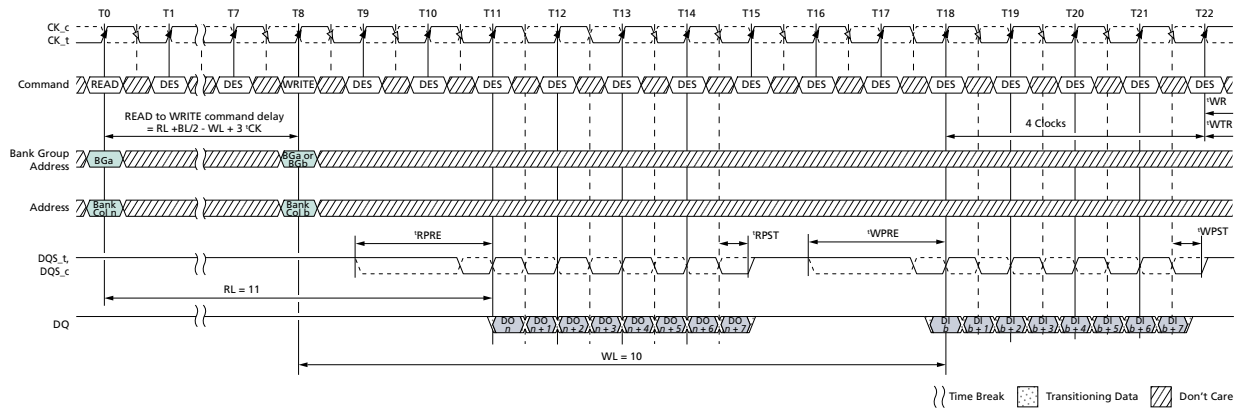 T0 T1 T7 T8 T9 T10 T11 T12 T13 T14 T15 T16 T17 T18 T19 T20 T21 T22
CK_c
CK_t
Command READ DES DES WRITE DES DES DES DES DES DES DES DES DES DES DES DES DES DES
READ to WRITE command delay
= RL +BL/2 - WL + 3 tCK
4 Clocks
tWR
tWTR
Bank Group
Address
BGa
BGa or
BGb
Address
Bank
Col n
Bank
Col b
tRPRE
tRPST
tWPRE
tWPST
DQS_t,
DQS_c
RL = 11
DQ
DO
n
DO
n + 1
DO
n + 2
DO
n + 3
DO
n + 4
DO
n + 5
DO
n + 6
DO
n + 7
DI
b
DI
b + 1
DI
b + 2
DI
b + 3
DI
b + 4
DI
b + 5
DI
b + 6
DI
b + 7
WL = 10
Time Break Transitioning Data Don't Care